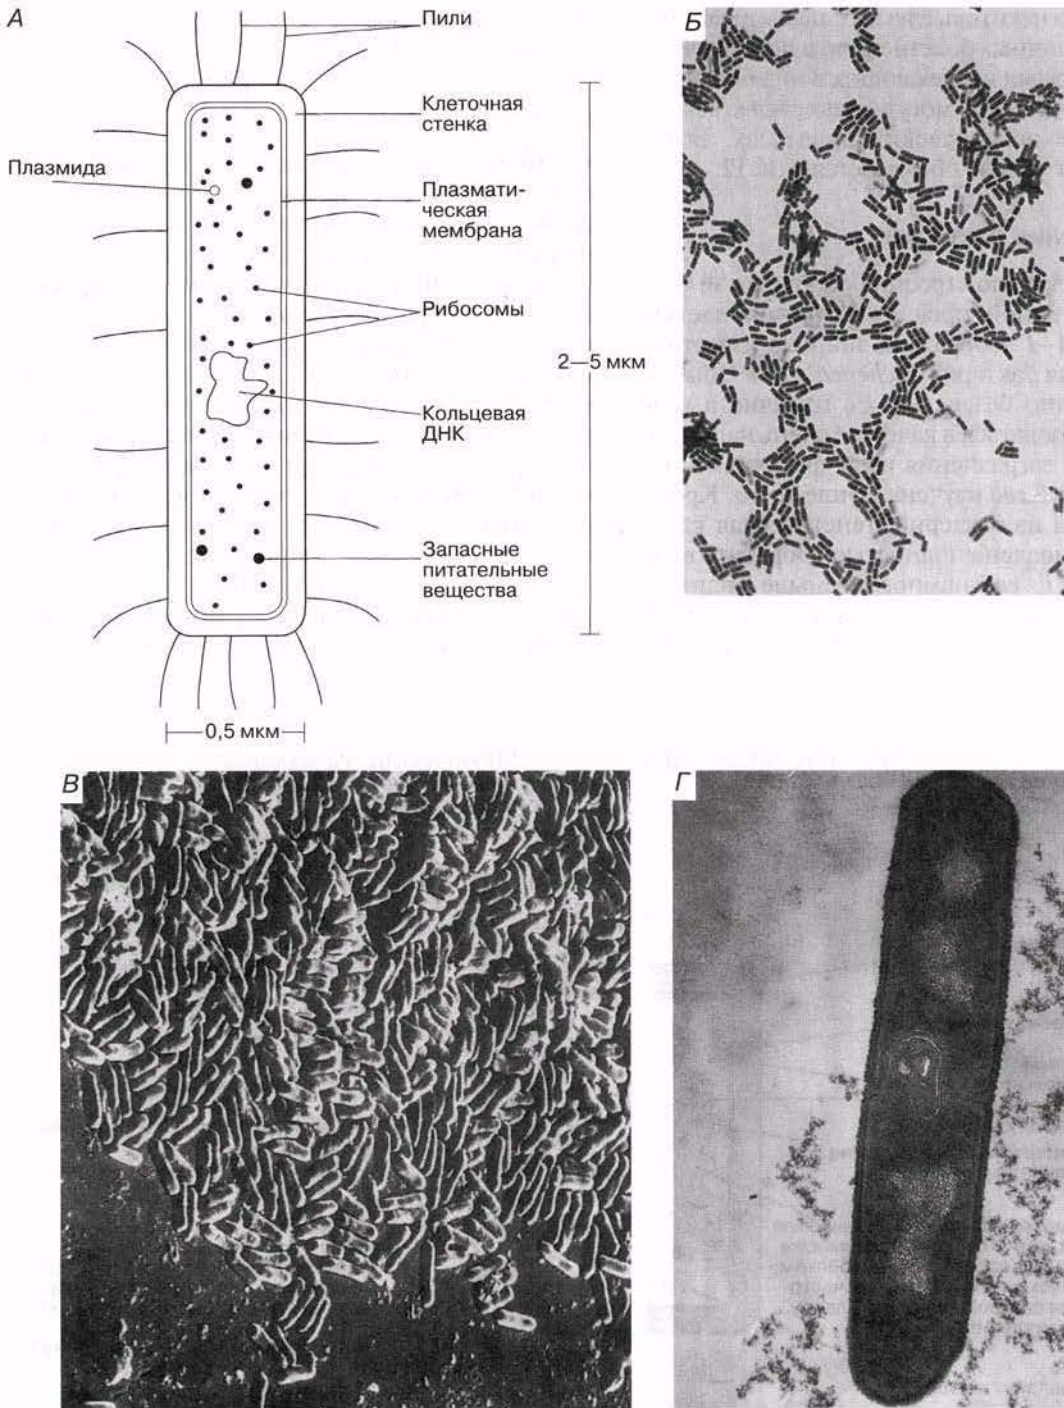 А
Пили
Клеточная
стенка
Плазмида
Плазмати-
ческая
мембрана
Рибосомы
2—5 мкм
Кольцевая
ДНК
Запасные
питательные
вещества
0,5 мкм
Б
В
Г